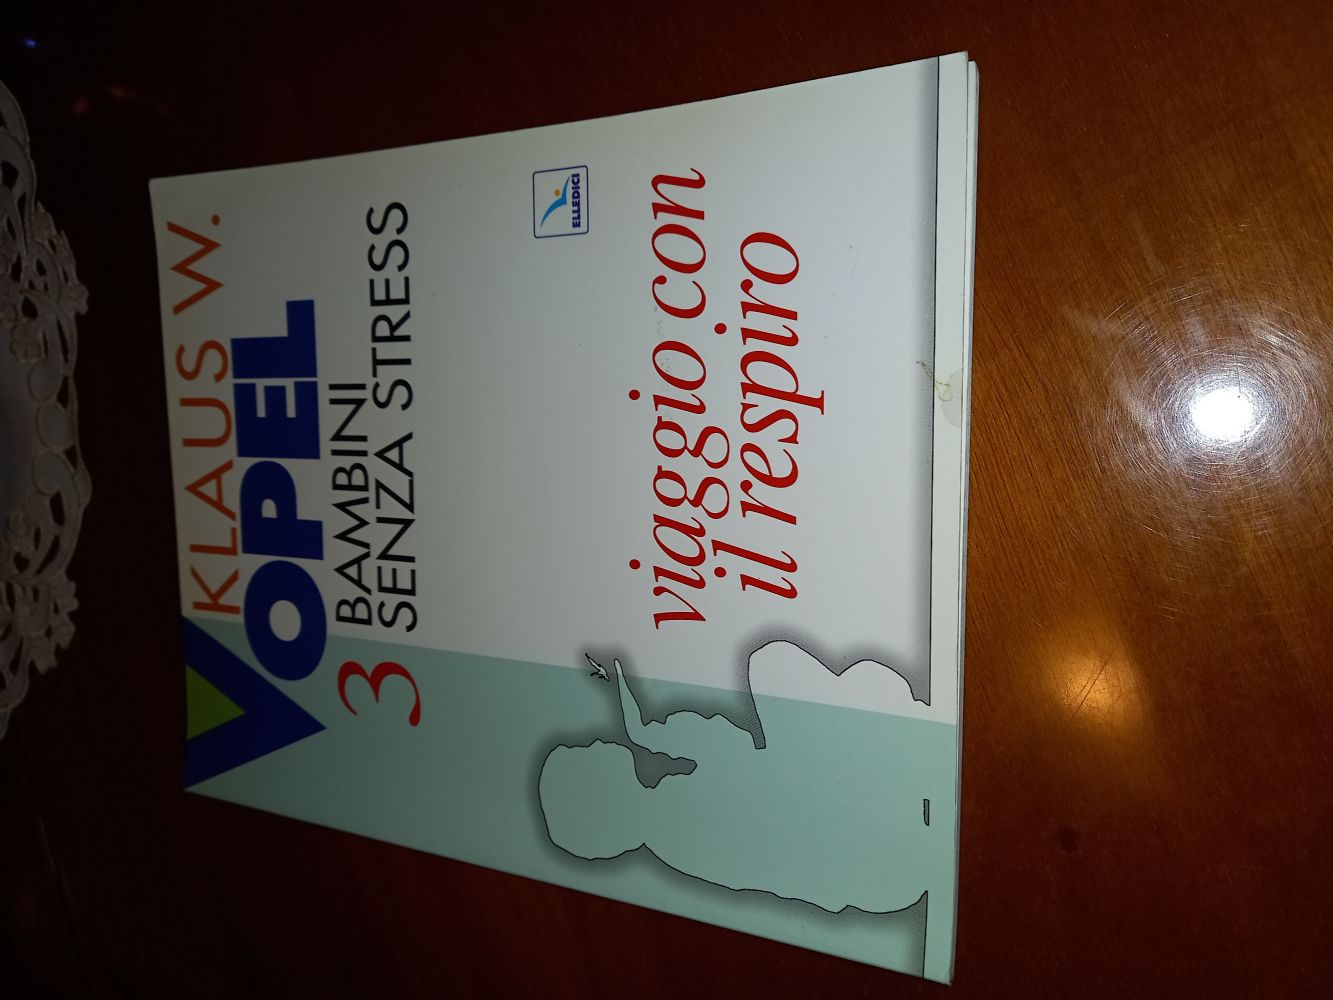 KLAUS W.
VOPEL
BAMBINI
SENZA STRESS
3
ELLEDICI
viaggio con
il respiro